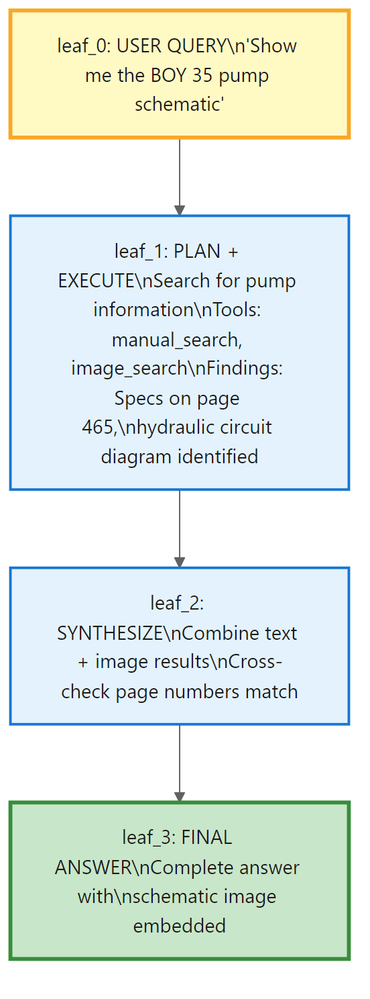 leaf_0: USER QUERY\n'Show
me the BOY 35 pump
schematic'
leaf_1: PLAN +
EXECUTE\nSearch for pump
information\nTools:
manual_search,
image_search\nFindings:
Specs on page
465,\nhydraulic circuit
diagram identified
leaf_2:
SYNTHESIZE\nCombine text
+ image results\nCross-
check page numbers match
leaf_3: FINAL
ANSWER\nComplete answer
with\nschematic image
embedded